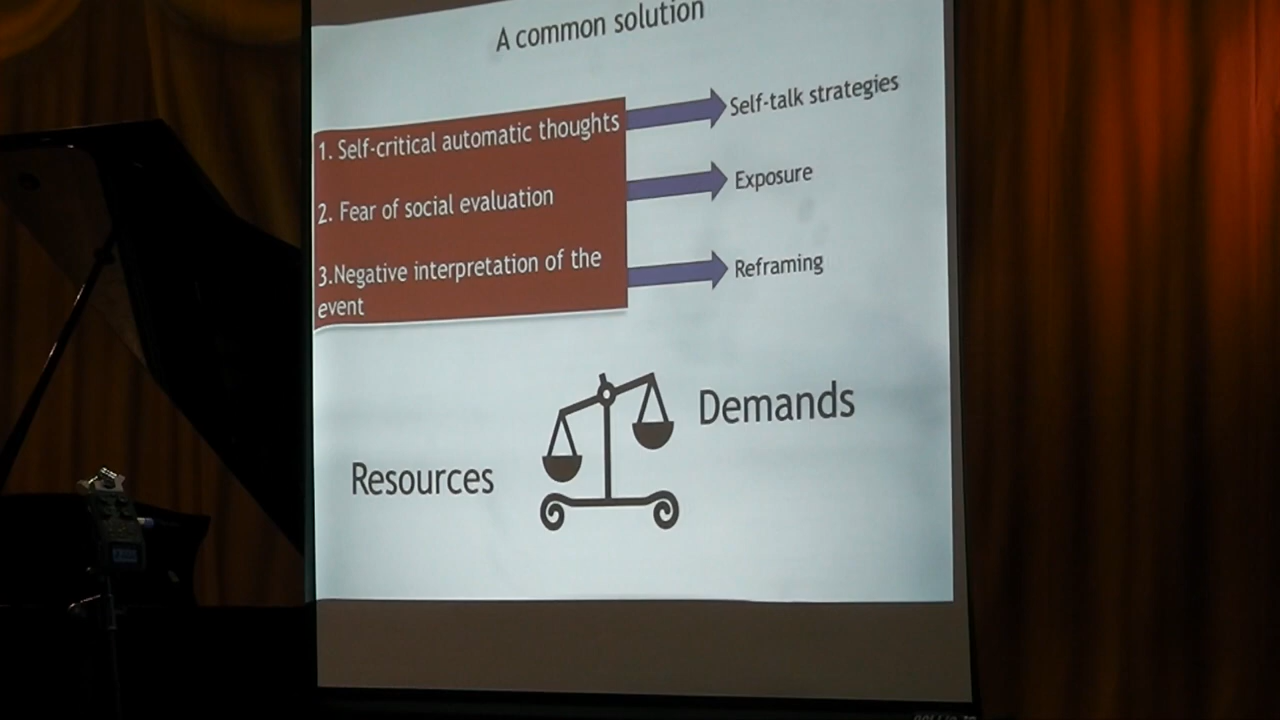 A common solution
1. Self-critical automatic thoughts
Self-talk strategies
2. Fear of social evaluation
Exposure
3.Negative interpretation of the
event
Reframing
Demands
Resources